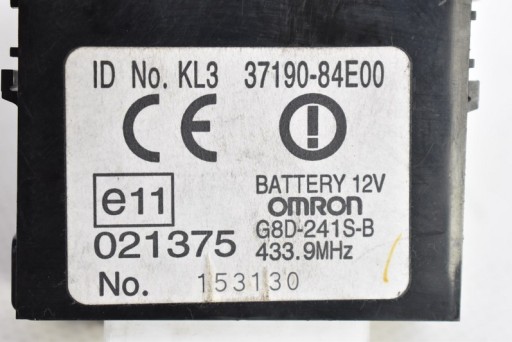 ID No. KL3 37190-84E00
CE
e11
BATTERY 12V
OMRON
021375
G8D-241S-B
433.9MHz
No. 153130